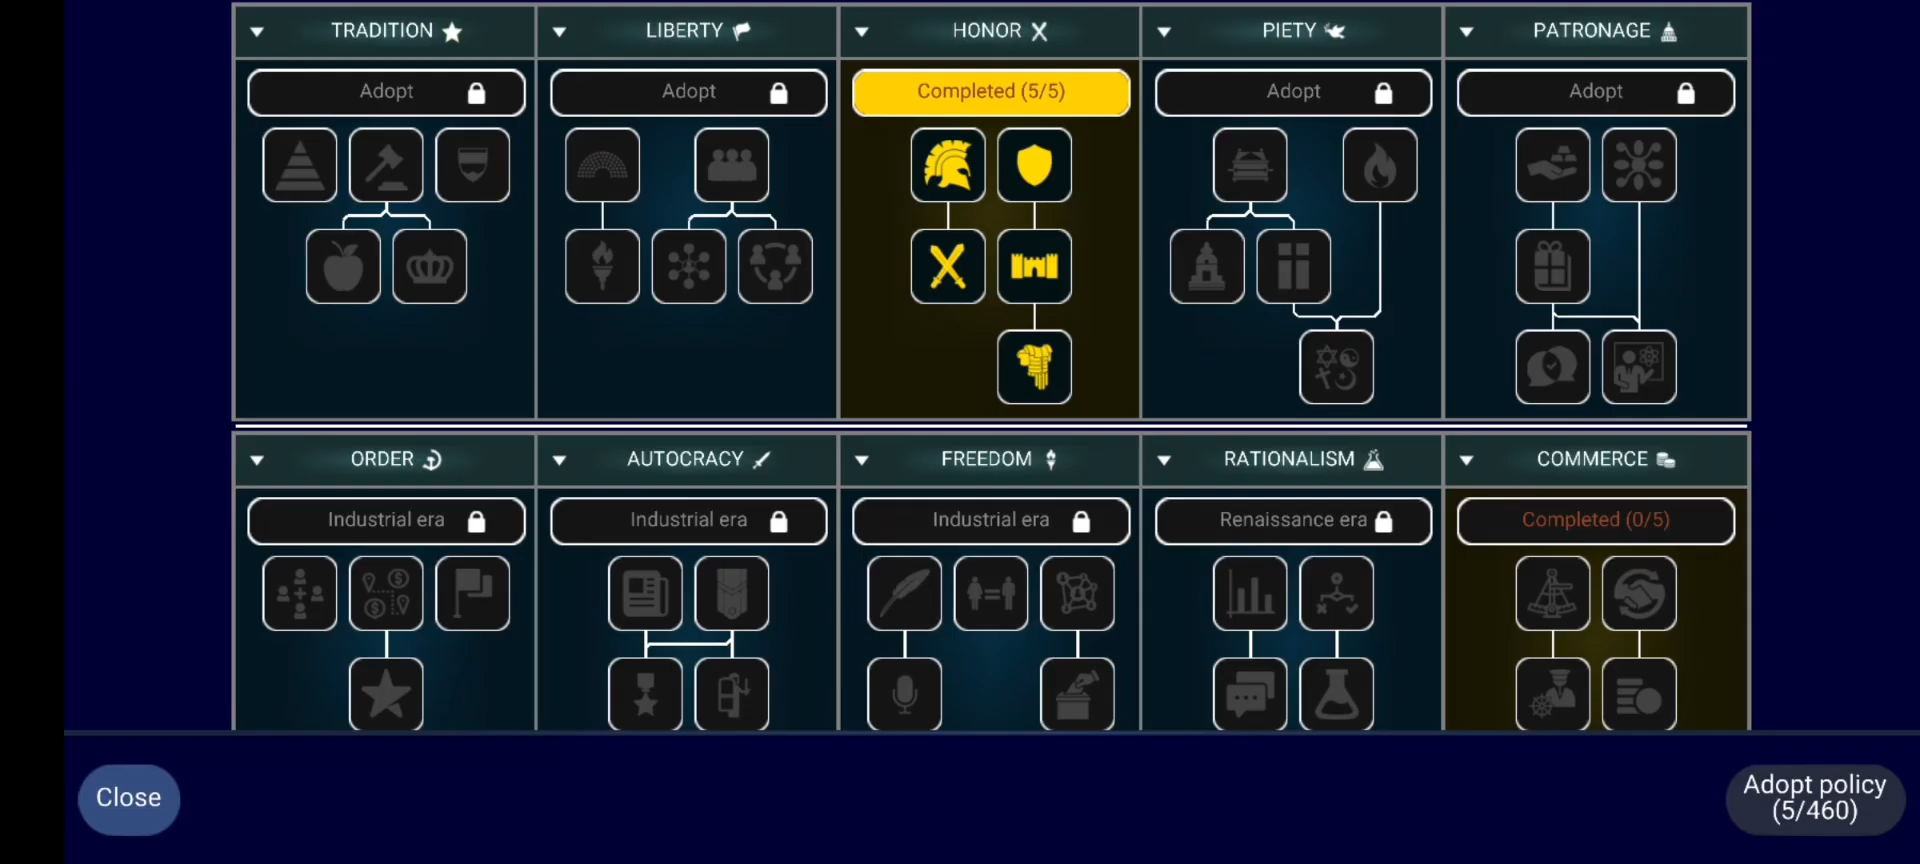 TRADITION
LIBERTY
HONOR
PIETY
PATRONAGE
Adopt
Adopt
Completed (5/5)
Adopt
Adopt
ORDER
AUTOCRACY
FREEDOM
RATIONALISM
COMMERCE
Industrial era
Industrial era
Industrial era
Renaissance era
Completed (0/5)
Close
Adopt policy
(5/460)